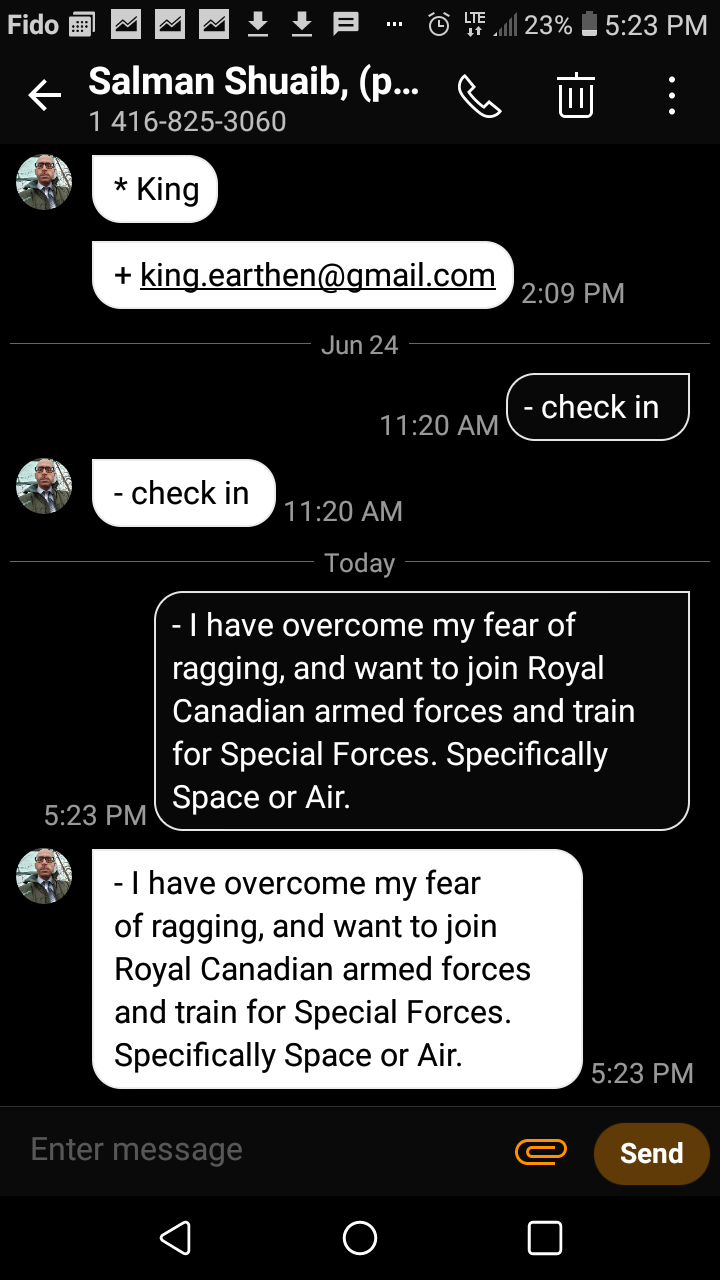 Fido ... LTE 23% 5:23 PM
Salman Shuaib, (p...
1 416-825-3060
* King
+ king.earthen@gmail.com
2:09 PM
Jun 24
- check in
11:20 AM
- check in
11:20 AM
Today
- I have overcome my fear of
ragging, and want to join Royal
Canadian armed forces and train
for Special Forces. Specifically
Space or Air.
5:23 PM
- I have overcome my fear
of ragging, and want to join
Royal Canadian armed forces
and train for Special Forces.
Specifically Space or Air.
5:23 PM
Enter message
Send